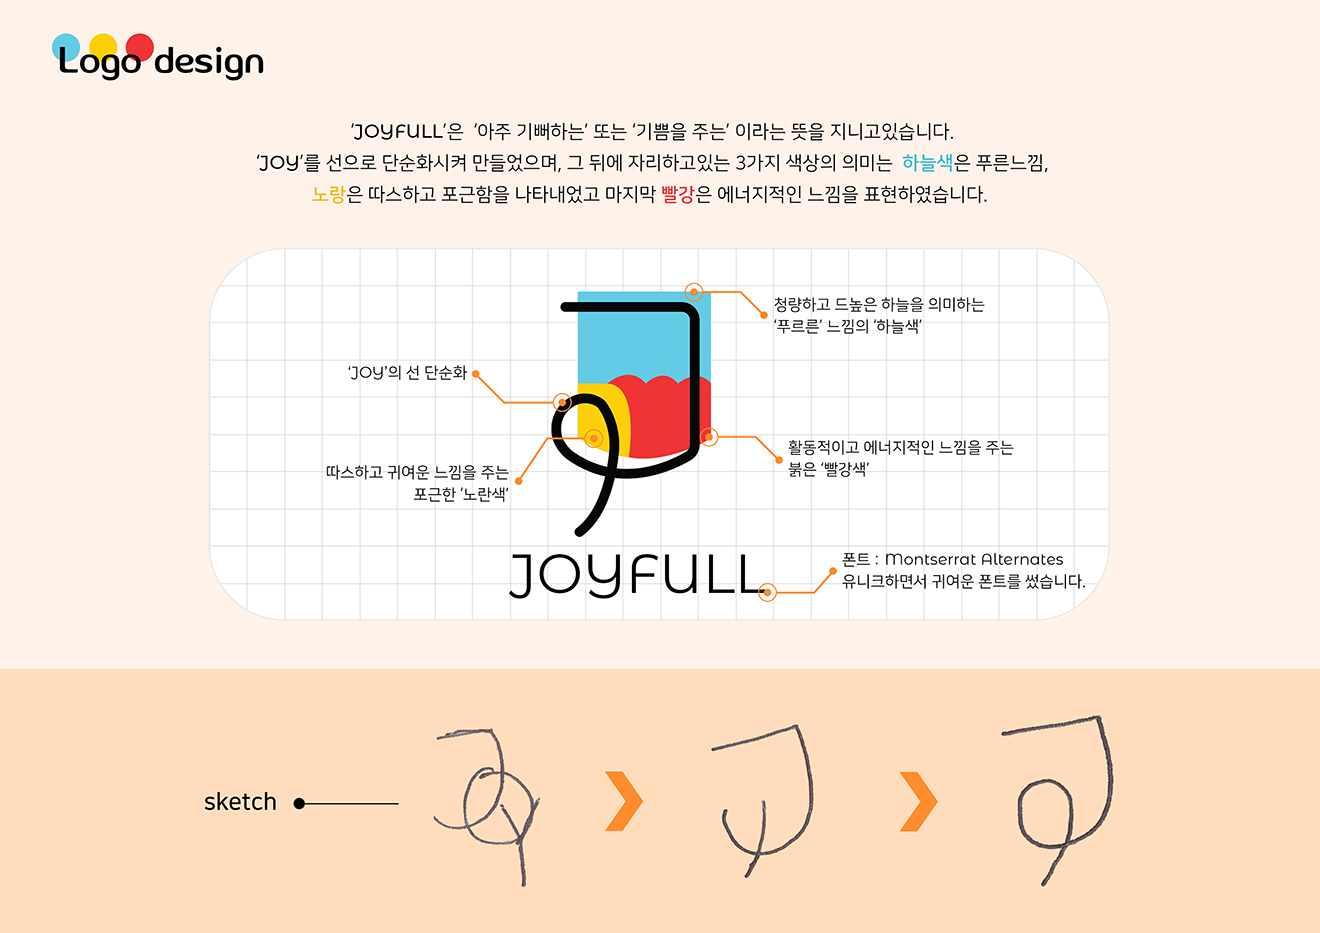 Logo design
‘JOYFULL’은 ‘아주 기뻐하는’ 또는 ‘기쁨을 주는’ 이라는 뜻을 지니고있습니다.
‘JOY’를 선으로 단순화시켜 만들었으며, 그 뒤에 자리하고있는 3가지 색상의 의미는 하늘색은 푸른느낌,
노랑은 따스하고 포근함을 나타내었고 마지막 빨강은 에너지적인 느낌을 표현하였습니다.
청량하고 드높은 하늘을 의미하는
‘푸르른’ 느낌의 ‘하늘색’
‘JOY’의 선 단순화
활동적이고 에너지적인 느낌을 주는
붉은 ‘빨강색’
따스하고 귀여운 느낌을 주는
포근한 ‘노란색’
JOYFULL
폰트 : Montserrat Alternates
유니크하면서 귀여운 폰트를 썼습니다.
sketch